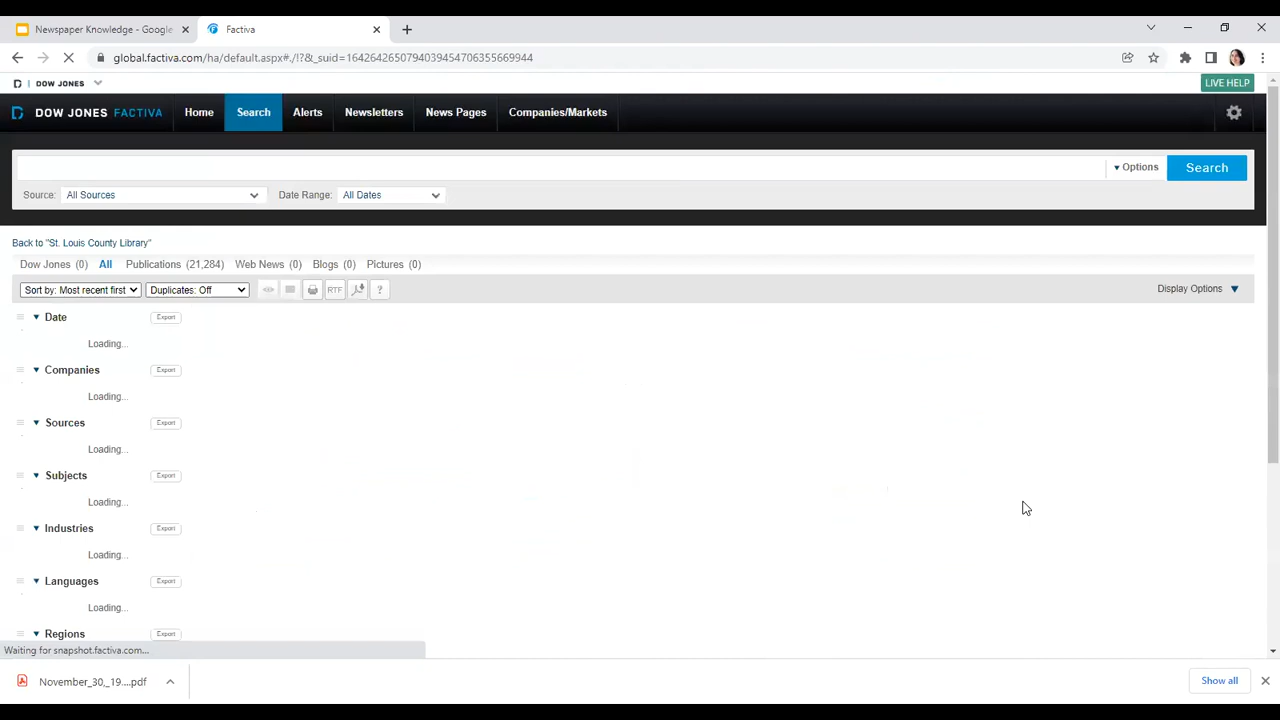 Newspaper Knowledge - Google
Factiva
global.factiva.com/ha/default.aspx#./!?&_suid=1642642650794039454706355669944
DOW JONES
LIVE HELP
DOW JONES FACTIVA Home Search Alerts Newsletters News Pages Companies/Markets
Options Search
Source: All Sources Date Range: All Dates
Back to "St. Louis County Library"
Dow Jones (0) All Publications (21,284) Web News (0) Blogs (0) Pictures (0)
Sort by: Most recent first Duplicates: Off RTF ? Display Options
Date Export
Loading...
Companies Export
Loading...
Sources Export
Loading...
Subjects Export
Loading...
Industries Export
Loading...
Languages Export
Loading...
Regions Export
Waiting for snapshot.factiva.com...
November_30,_19....pdf Show all